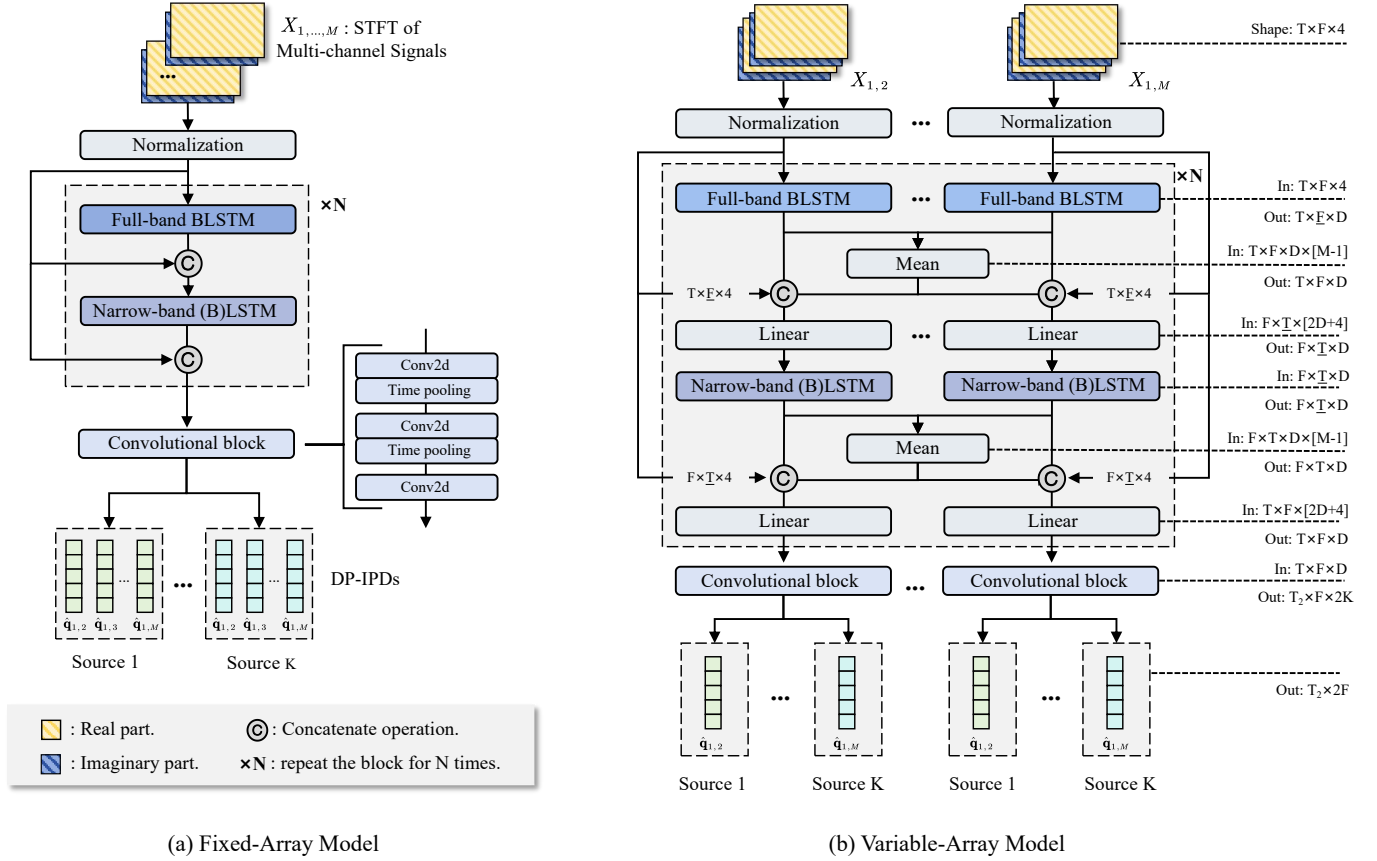 X1,...,M : STFT of
Multi-channel Signals
...
Normalization
×N
Full-band BLSTM
C
Narrow-band (B)LSTM
C
Convolutional block
Conv2d
Time pooling
Conv2d
Time pooling
Conv2d
... ... ...
q̂1,2 q̂1,3 q̂1,M q̂1,2 q̂1,3 q̂1,M
DP-IPDs
Source 1 Source K
: Real part.
C : Concatenate operation.
: Imaginary part.
×N : repeat the block for N times.
(a) Fixed-Array Model
X1,2 X1,M
Shape: T×F×4
Normalization ... Normalization
×N
Full-band BLSTM ... Full-band BLSTM
In: T×F×4
Out: T×F̲×D
Mean
In: T×F×D×[M-1]
Out: T×F×D
T×F̲×4 C C T×F̲×4
Linear ... Linear
In: F×T̲×[2D+4]
Out: F×T̲×D
Narrow-band (B)LSTM Narrow-band (B)LSTM
In: F×T̲×D
Out: F×T̲×D
Mean
In: F×T×D×[M-1]
Out: F×T×D
F×T̲×4 C C F×T̲×4
Linear Linear
In: T×F×[2D+4]
Out: T×F×D
Convolutional block ... Convolutional block
In: T×F×D
Out: T2×F×2K
... ...
Out: T2×2F
q̂1,2 q̂1,M q̂1,2 q̂1,M
Source 1 Source K Source 1 Source K
(b) Variable-Array Model